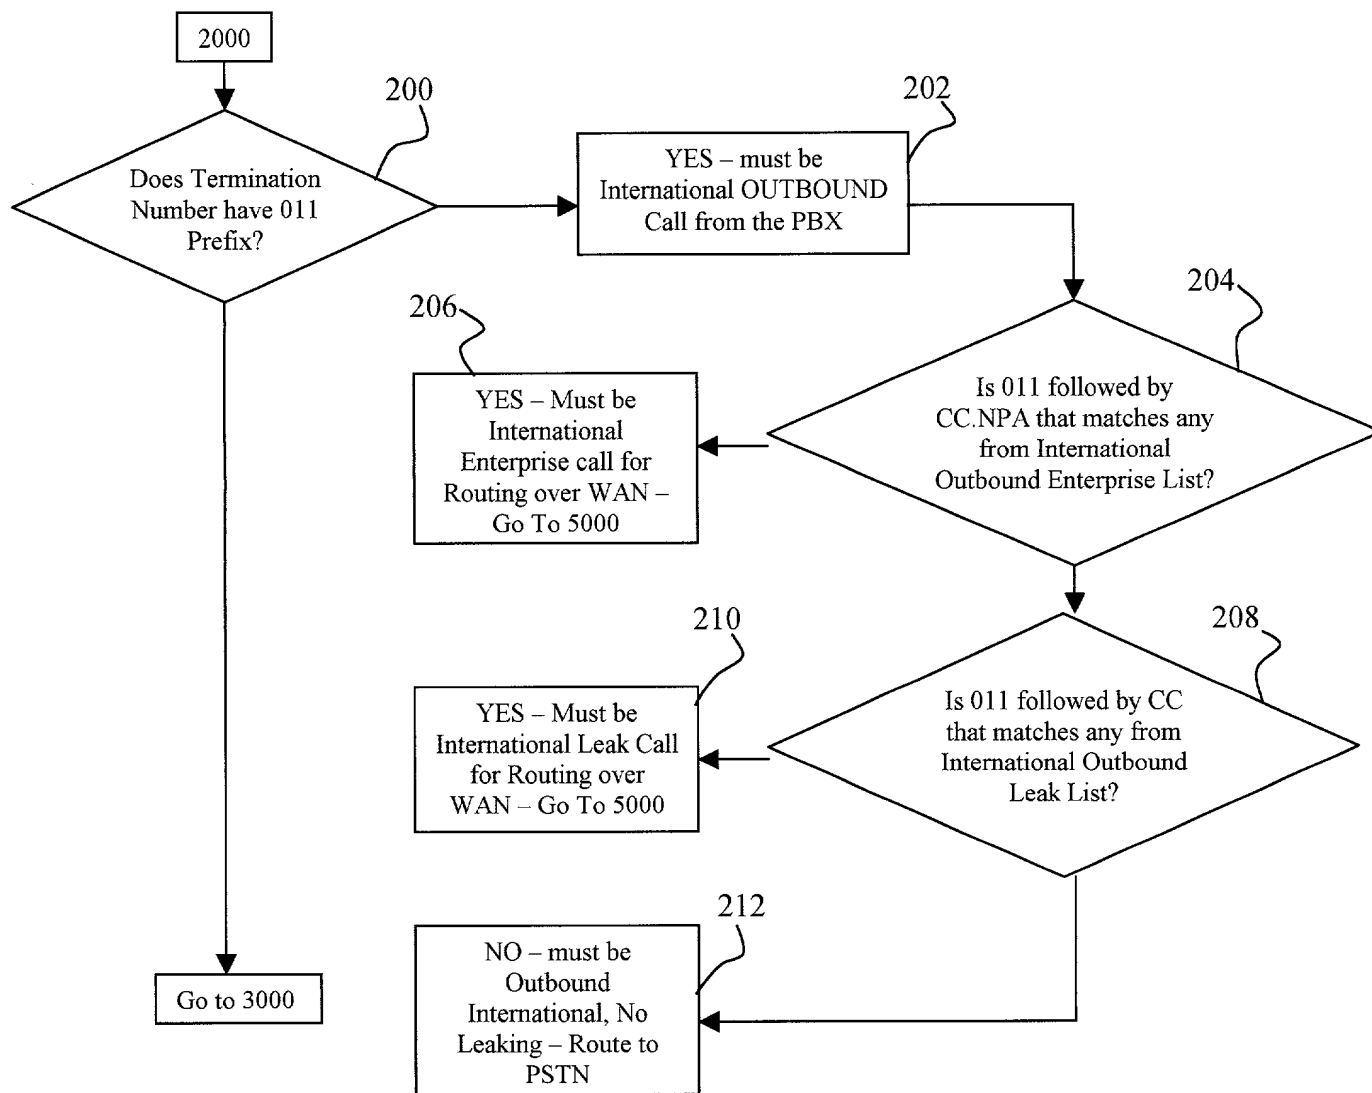 2000
200
Does Termination
Number have 011
Prefix?
202
YES – must be
International OUTBOUND
Call from the PBX
204
Is 011 followed by
CC.NPA that matches any
from International
Outbound Enterprise List?
206
YES – Must be
International
Enterprise call for
Routing over WAN –
Go To 5000
208
Is 011 followed by CC
that matches any from
International Outbound
Leak List?
210
YES – Must be
International Leak Call
for Routing over
WAN – Go To 5000
212
NO – must be
Outbound
International, No
Leaking – Route to
PSTN
Go to 3000